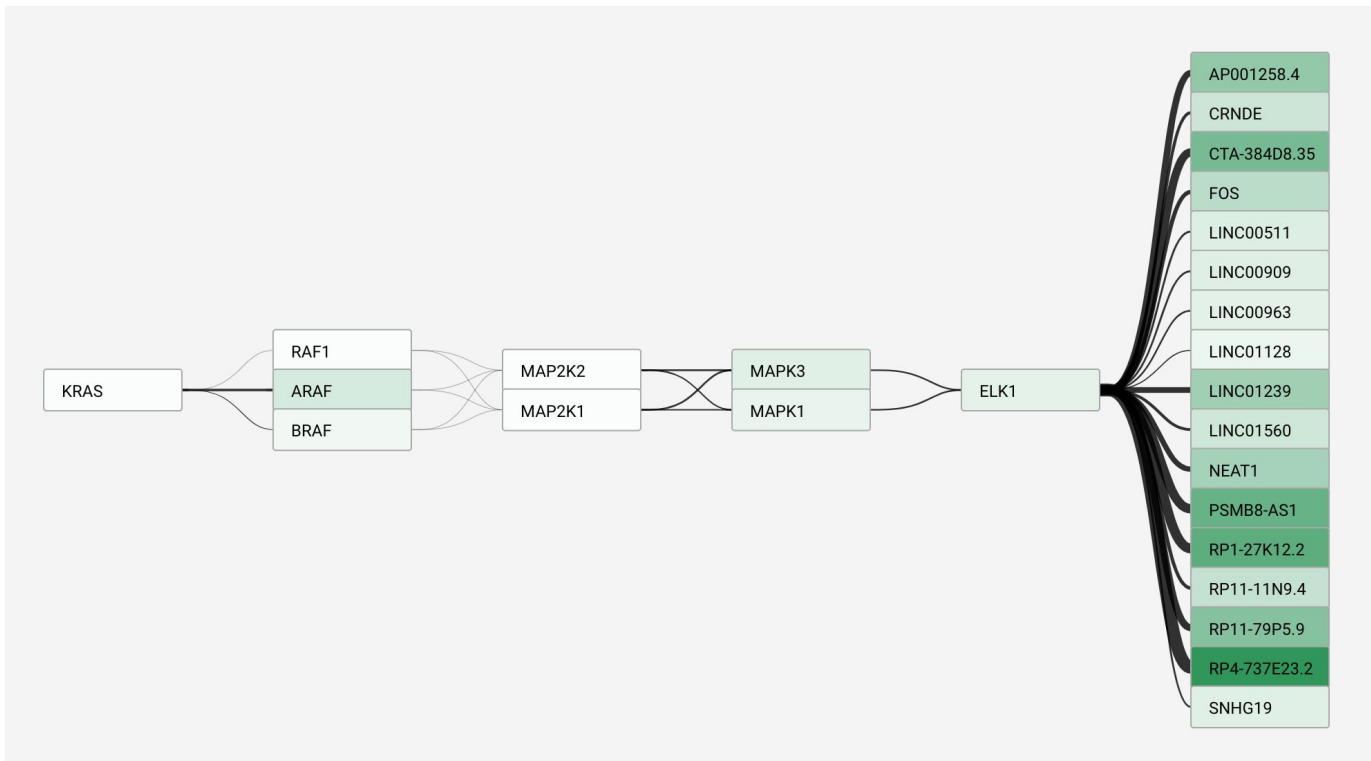 KRAS
RAF1
ARAF
BRAF
MAP2K2
MAP2K1
MAPK3
MAPK1
ELK1
AP001258.4
CRNDE
CTA-384D8.35
FOS
LINC00511
LINC00909
LINC00963
LINC01128
LINC01239
LINC01560
NEAT1
PSMB8-AS1
RP1-27K12.2
RP11-11N9.4
RP11-79P5.9
RP4-737E23.2
SNHG19